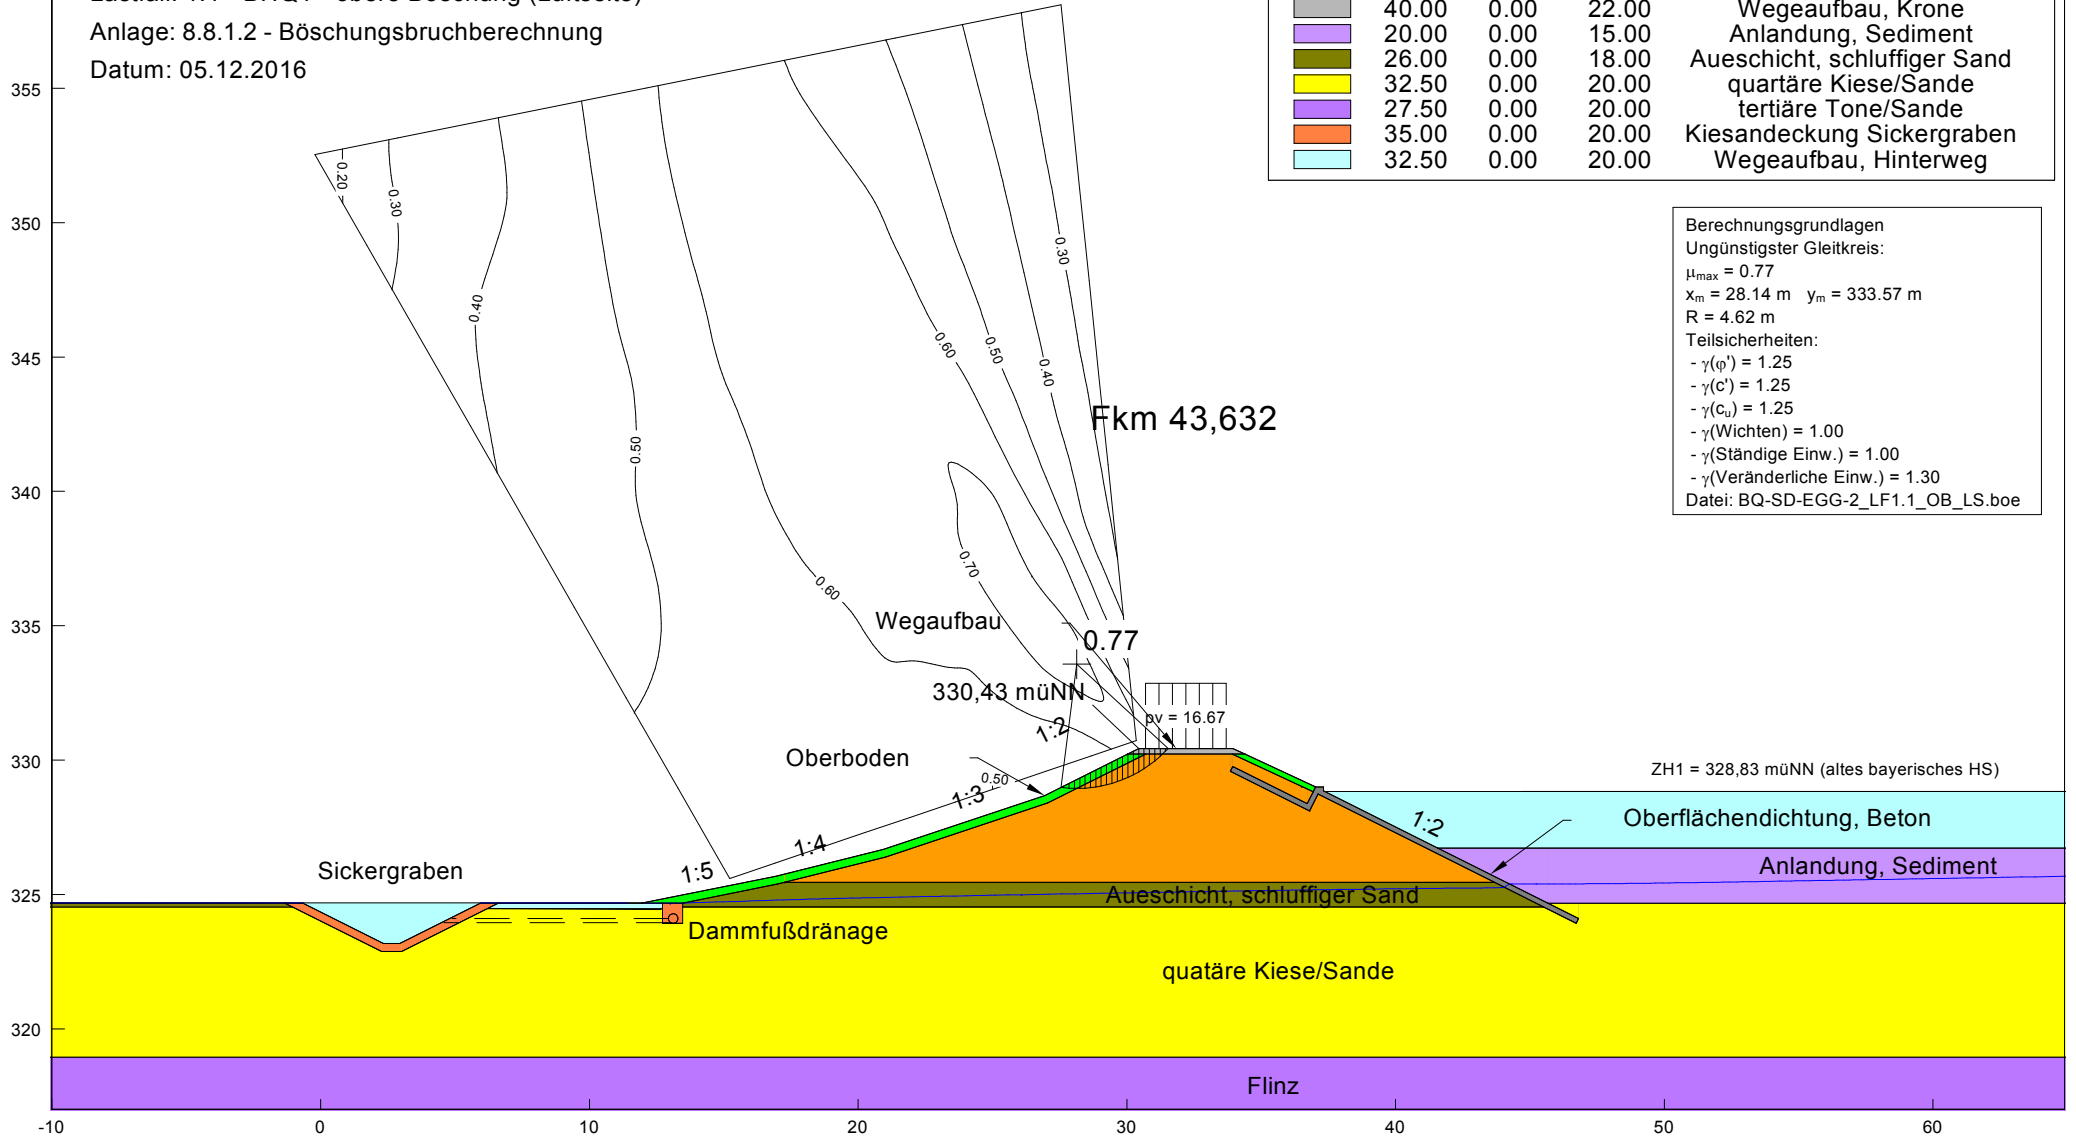 Anlage: 8.8.1.2 - Böschungsbruchberechnung
Datum: 05.12.2016
40.00 0.00 22.00 Wegeaufbau, Krone
20.00 0.00 15.00 Anlandung, Sediment
26.00 0.00 18.00 Aueschicht, schluffiger Sand
32.50 0.00 20.00 quartäre Kiese/Sande
27.50 0.00 20.00 tertiäre Tone/Sande
35.00 0.00 20.00 Kiesandeckung Sickergraben
32.50 0.00 20.00 Wegeaufbau, Hinterweg
Berechnungsgrundlagen
Ungünstigster Gleitkreis:
μmax = 0.77
xm = 28.14 m ym = 333.57 m
R = 4.62 m
Teilsicherheiten:
- γ(φ') = 1.25
- γ(c') = 1.25
- γ(cu) = 1.25
- γ(Wichten) = 1.00
- γ(Ständige Einw.) = 1.00
- γ(Veränderliche Einw.) = 1.30
Datei: BQ-SD-EGG-2_LF1.1_OB_LS.boe
355
350
345
340
335
330
325
320
0.20
0.30
0.40
0.50
0.60
0.60
0.50
0.40
0.30
0.70
Fkm 43,632
Wegaufbau
0.77
330,43 müNN
pv = 16.67
1:2
Oberboden
0.50
1:3
1:4
1:5
Sickergraben
Dammfußdränage
ZH1 = 328,83 müNN (altes bayerisches HS)
1:2
Oberflächendichtung, Beton
Anlandung, Sediment
Aueschicht, schluffiger Sand
quatäre Kiese/Sande
Flinz
-10 0 10 20 30 40 50 60